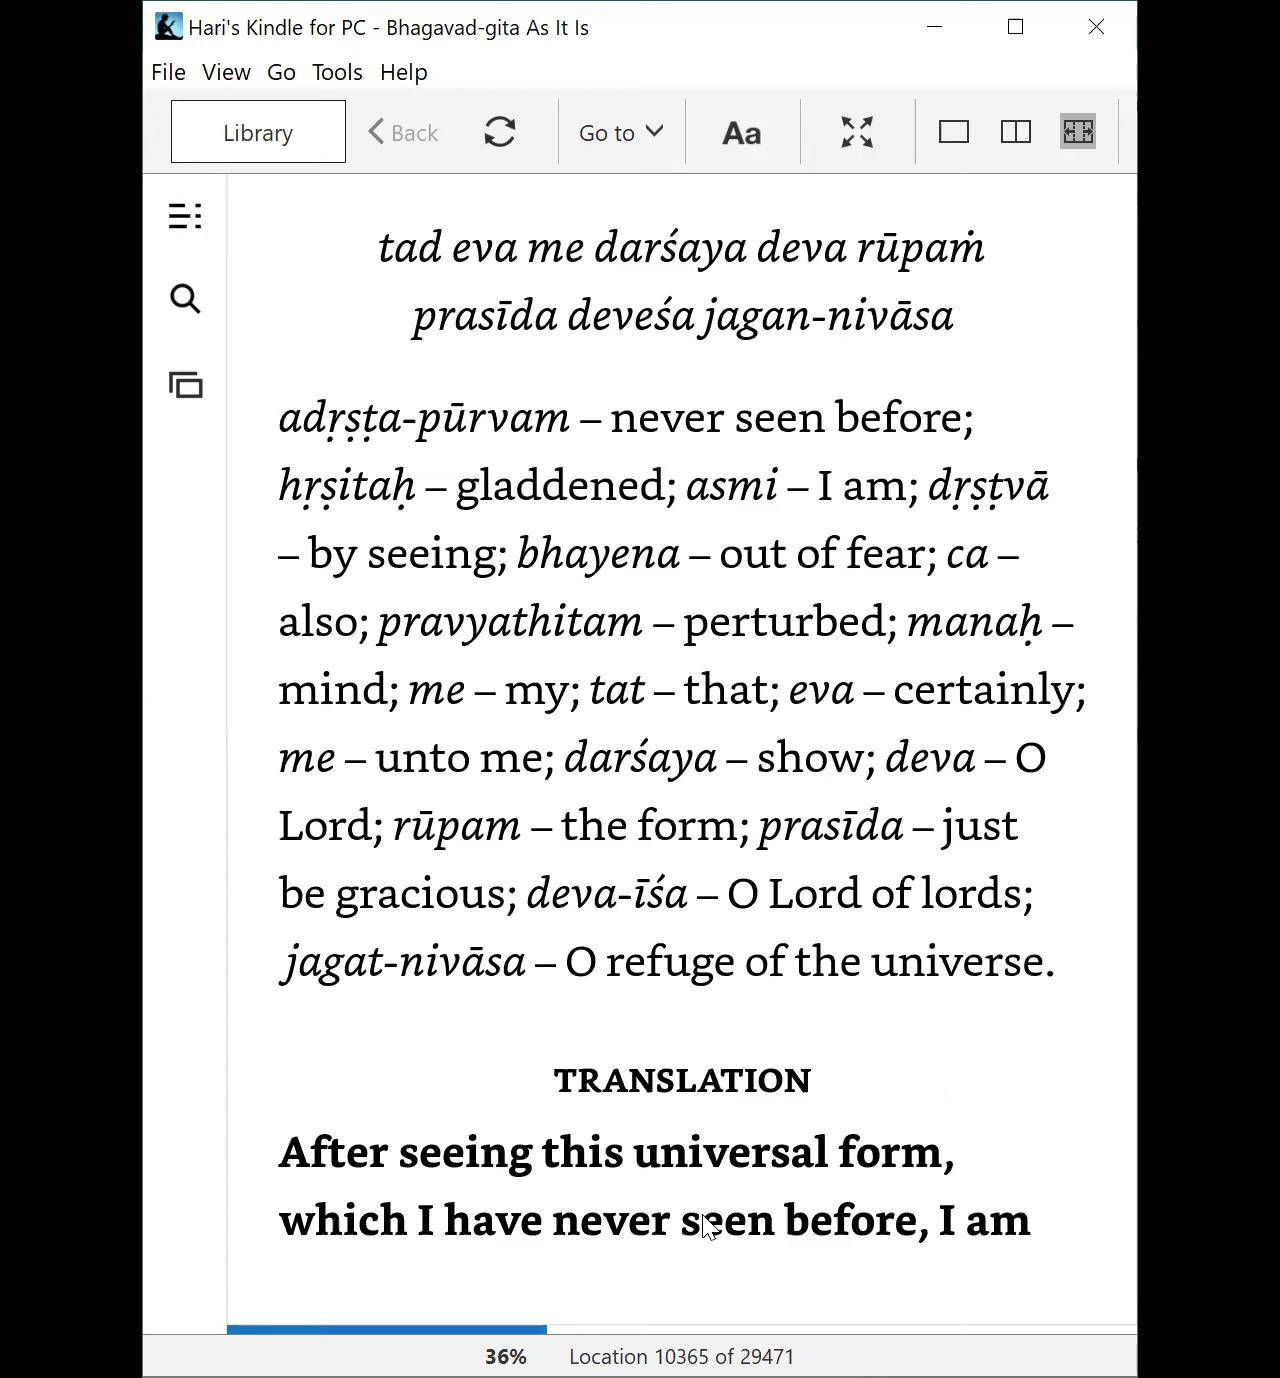 Hari's Kindle for PC - Bhagavad-gita As It Is
File View Go Tools Help
Library Back Go to Aa
tad eva me darśaya deva rūpaṁ
prasīda deveśa jagan-nivāsa
adṛṣṭa-pūrvam – never seen before;
hṛṣitaḥ – gladdened; asmi – I am; dṛṣṭvā
– by seeing; bhayena – out of fear; ca –
also; pravyathitam – perturbed; manaḥ –
mind; me – my; tat – that; eva – certainly;
me – unto me; darśaya – show; deva – O
Lord; rūpam – the form; prasīda – just
be gracious; deva-īśa – O Lord of lords;
jagat-nivāsa – O refuge of the universe.
TRANSLATION
After seeing this universal form,
which I have never seen before, I am
36% Location 10365 of 29471